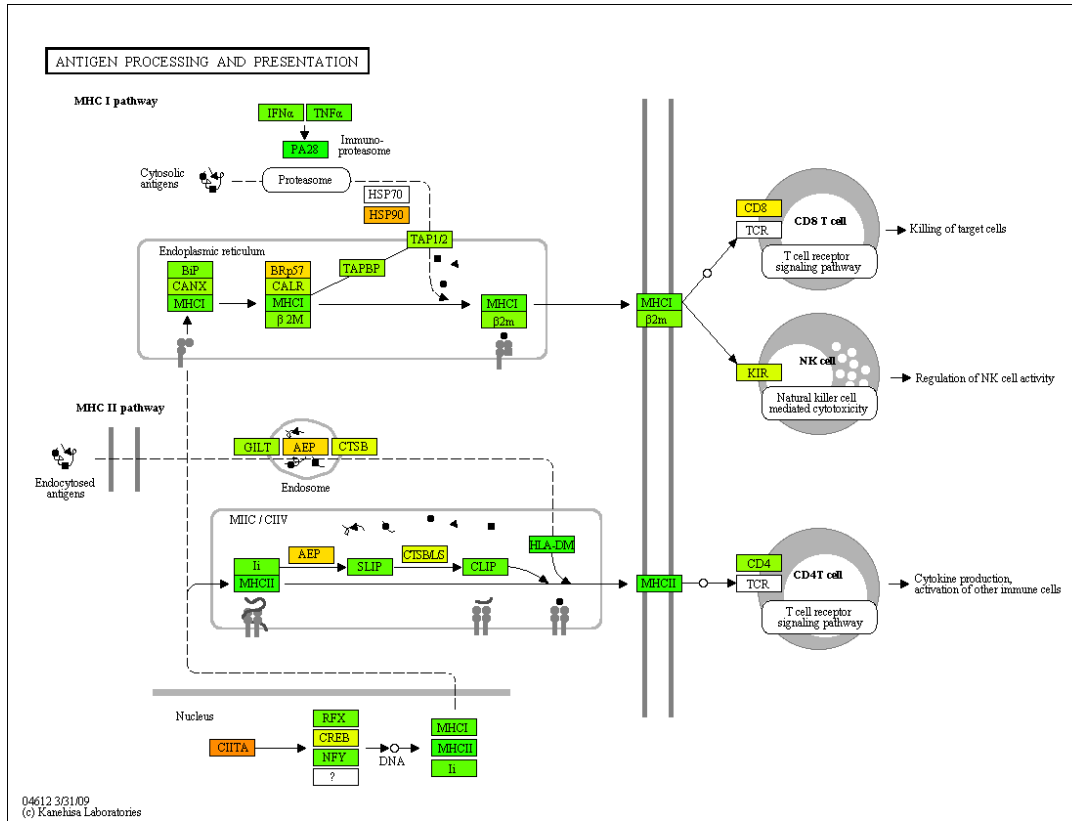 ANTIGEN PROCESSING AND PRESENTATION
MHC I pathway
IFNα
TNFα
PA28
Immuno-
proteasome
Cytosolic
antigens
Proteasome
HSP70
HSP90
TAP1/2
Endoplasmic reticulum
BiP
CANX
MHCI
BRp57
CALR
MHCI
β 2M
TAPBP
MHCI
β2m
MHCI
β2m
CD8
TCR
CD8 T cell
T cell receptor
signaling pathway
Killing of target cells
KIR
NK cell
Natural killer cell
mediated cytotoxicity
Regulation of NK cell activity
MHC II pathway
Endocytosed
antigens
GILT
AEP
CTSB
Endosome
MIIC / CIIV
Ii
MHCII
AEP
SLIP
CTSB/L/S
CLIP
HLA-DM
MHCII
CD4
TCR
CD4T cell
T cell receptor
signaling pathway
Cytokine production,
activation of other immune cells
Nucleus
CIITA
RFX
CREB
NFY
?
DNA
MHCI
MHCII
Ii
04612 3/31/09
(c) Kanehisa Laboratories